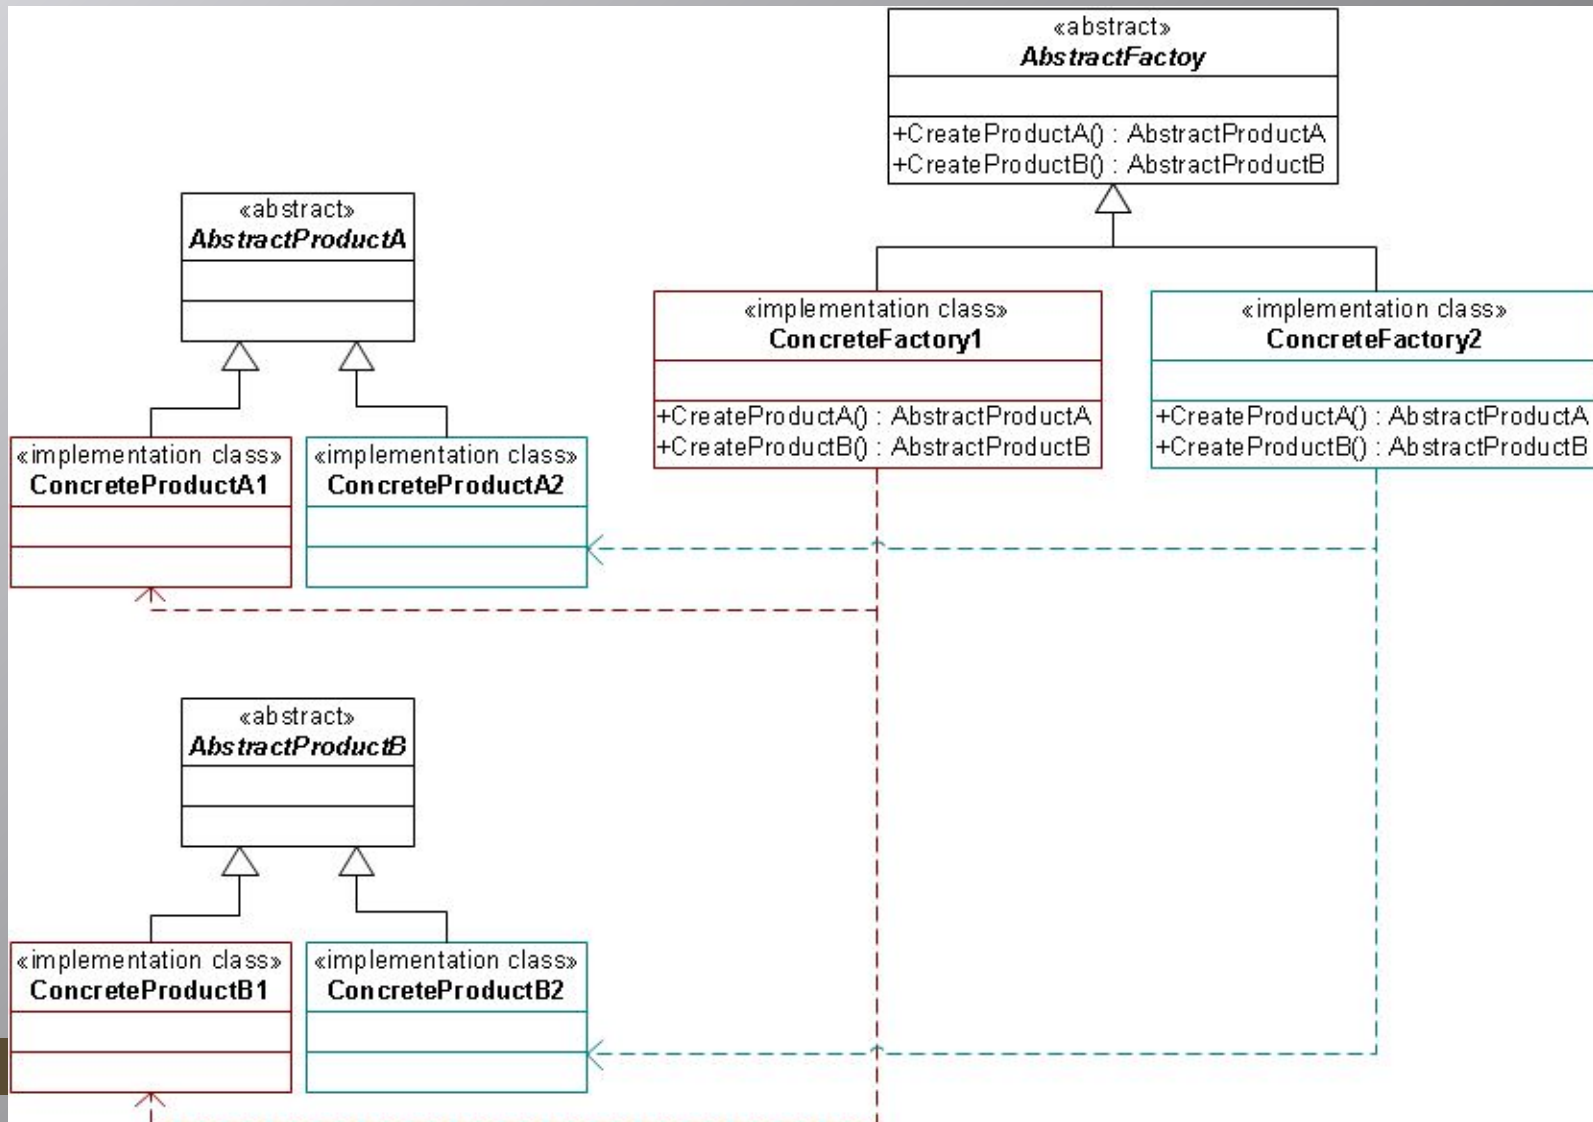 «abstract»
AbstractFactoy
+CreateProductA() : AbstractProductA
+CreateProductB() : AbstractProductB
«abstract»
AbstractProductA
«implementation class»
ConcreteFactory1
+CreateProductA() : AbstractProductA
+CreateProductB() : AbstractProductB
«implementation class»
ConcreteFactory2
+CreateProductA() : AbstractProductA
+CreateProductB() : AbstractProductB
«implementation class»
ConcreteProductA1
«implementation class»
ConcreteProductA2
«abstract»
AbstractProductB
«implementation class»
ConcreteProductB1
«implementation class»
ConcreteProductB2